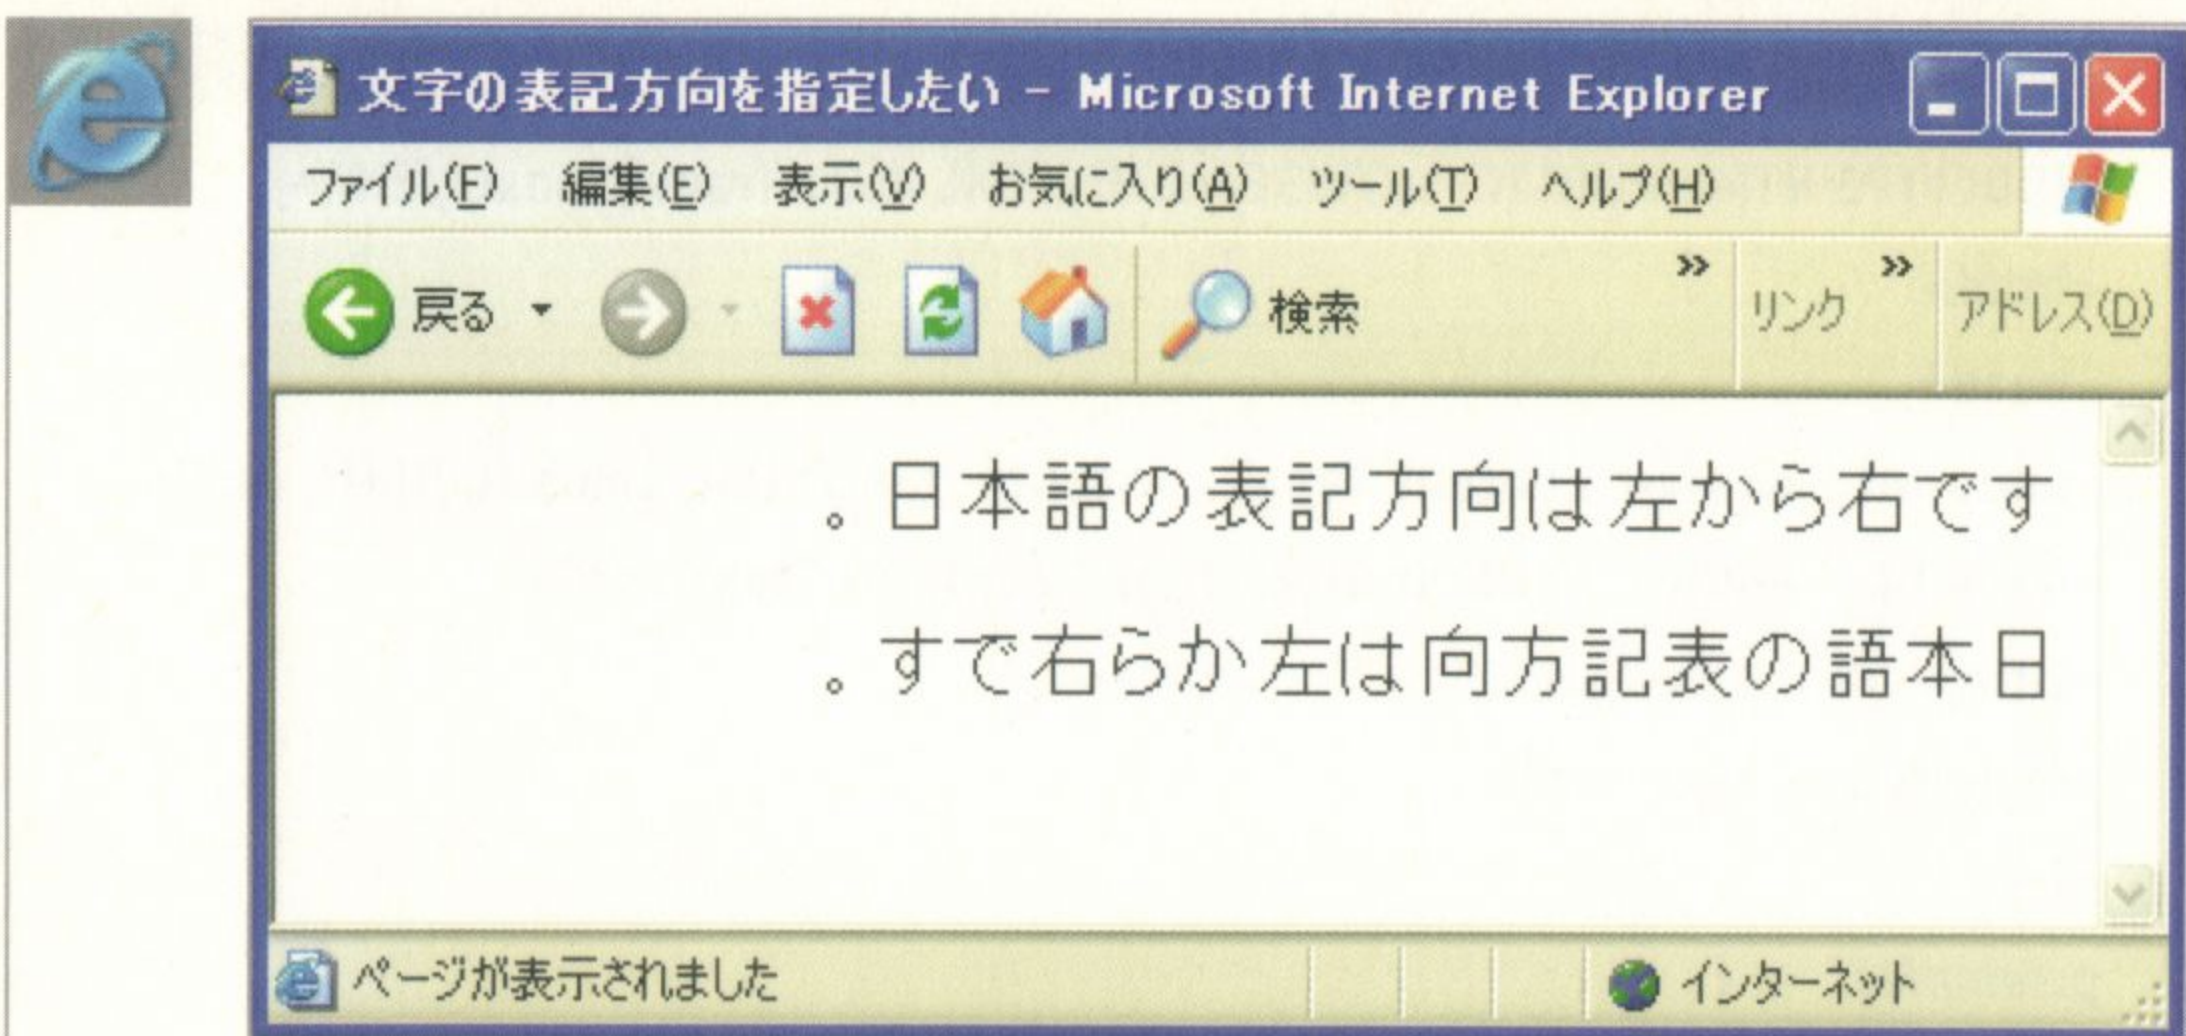 文字の表記方向を指定したい - Microsoft Internet Explorer
ファイル(F) 編集(E) 表示(V) お気に入り(A) ツール(T) ヘルプ(H)
戻る 検索 » リンク » アドレス(D)
。日本語の表記方向は左から右です
。すで右らか左は向方記表の語本日
ページが表示されました インターネット